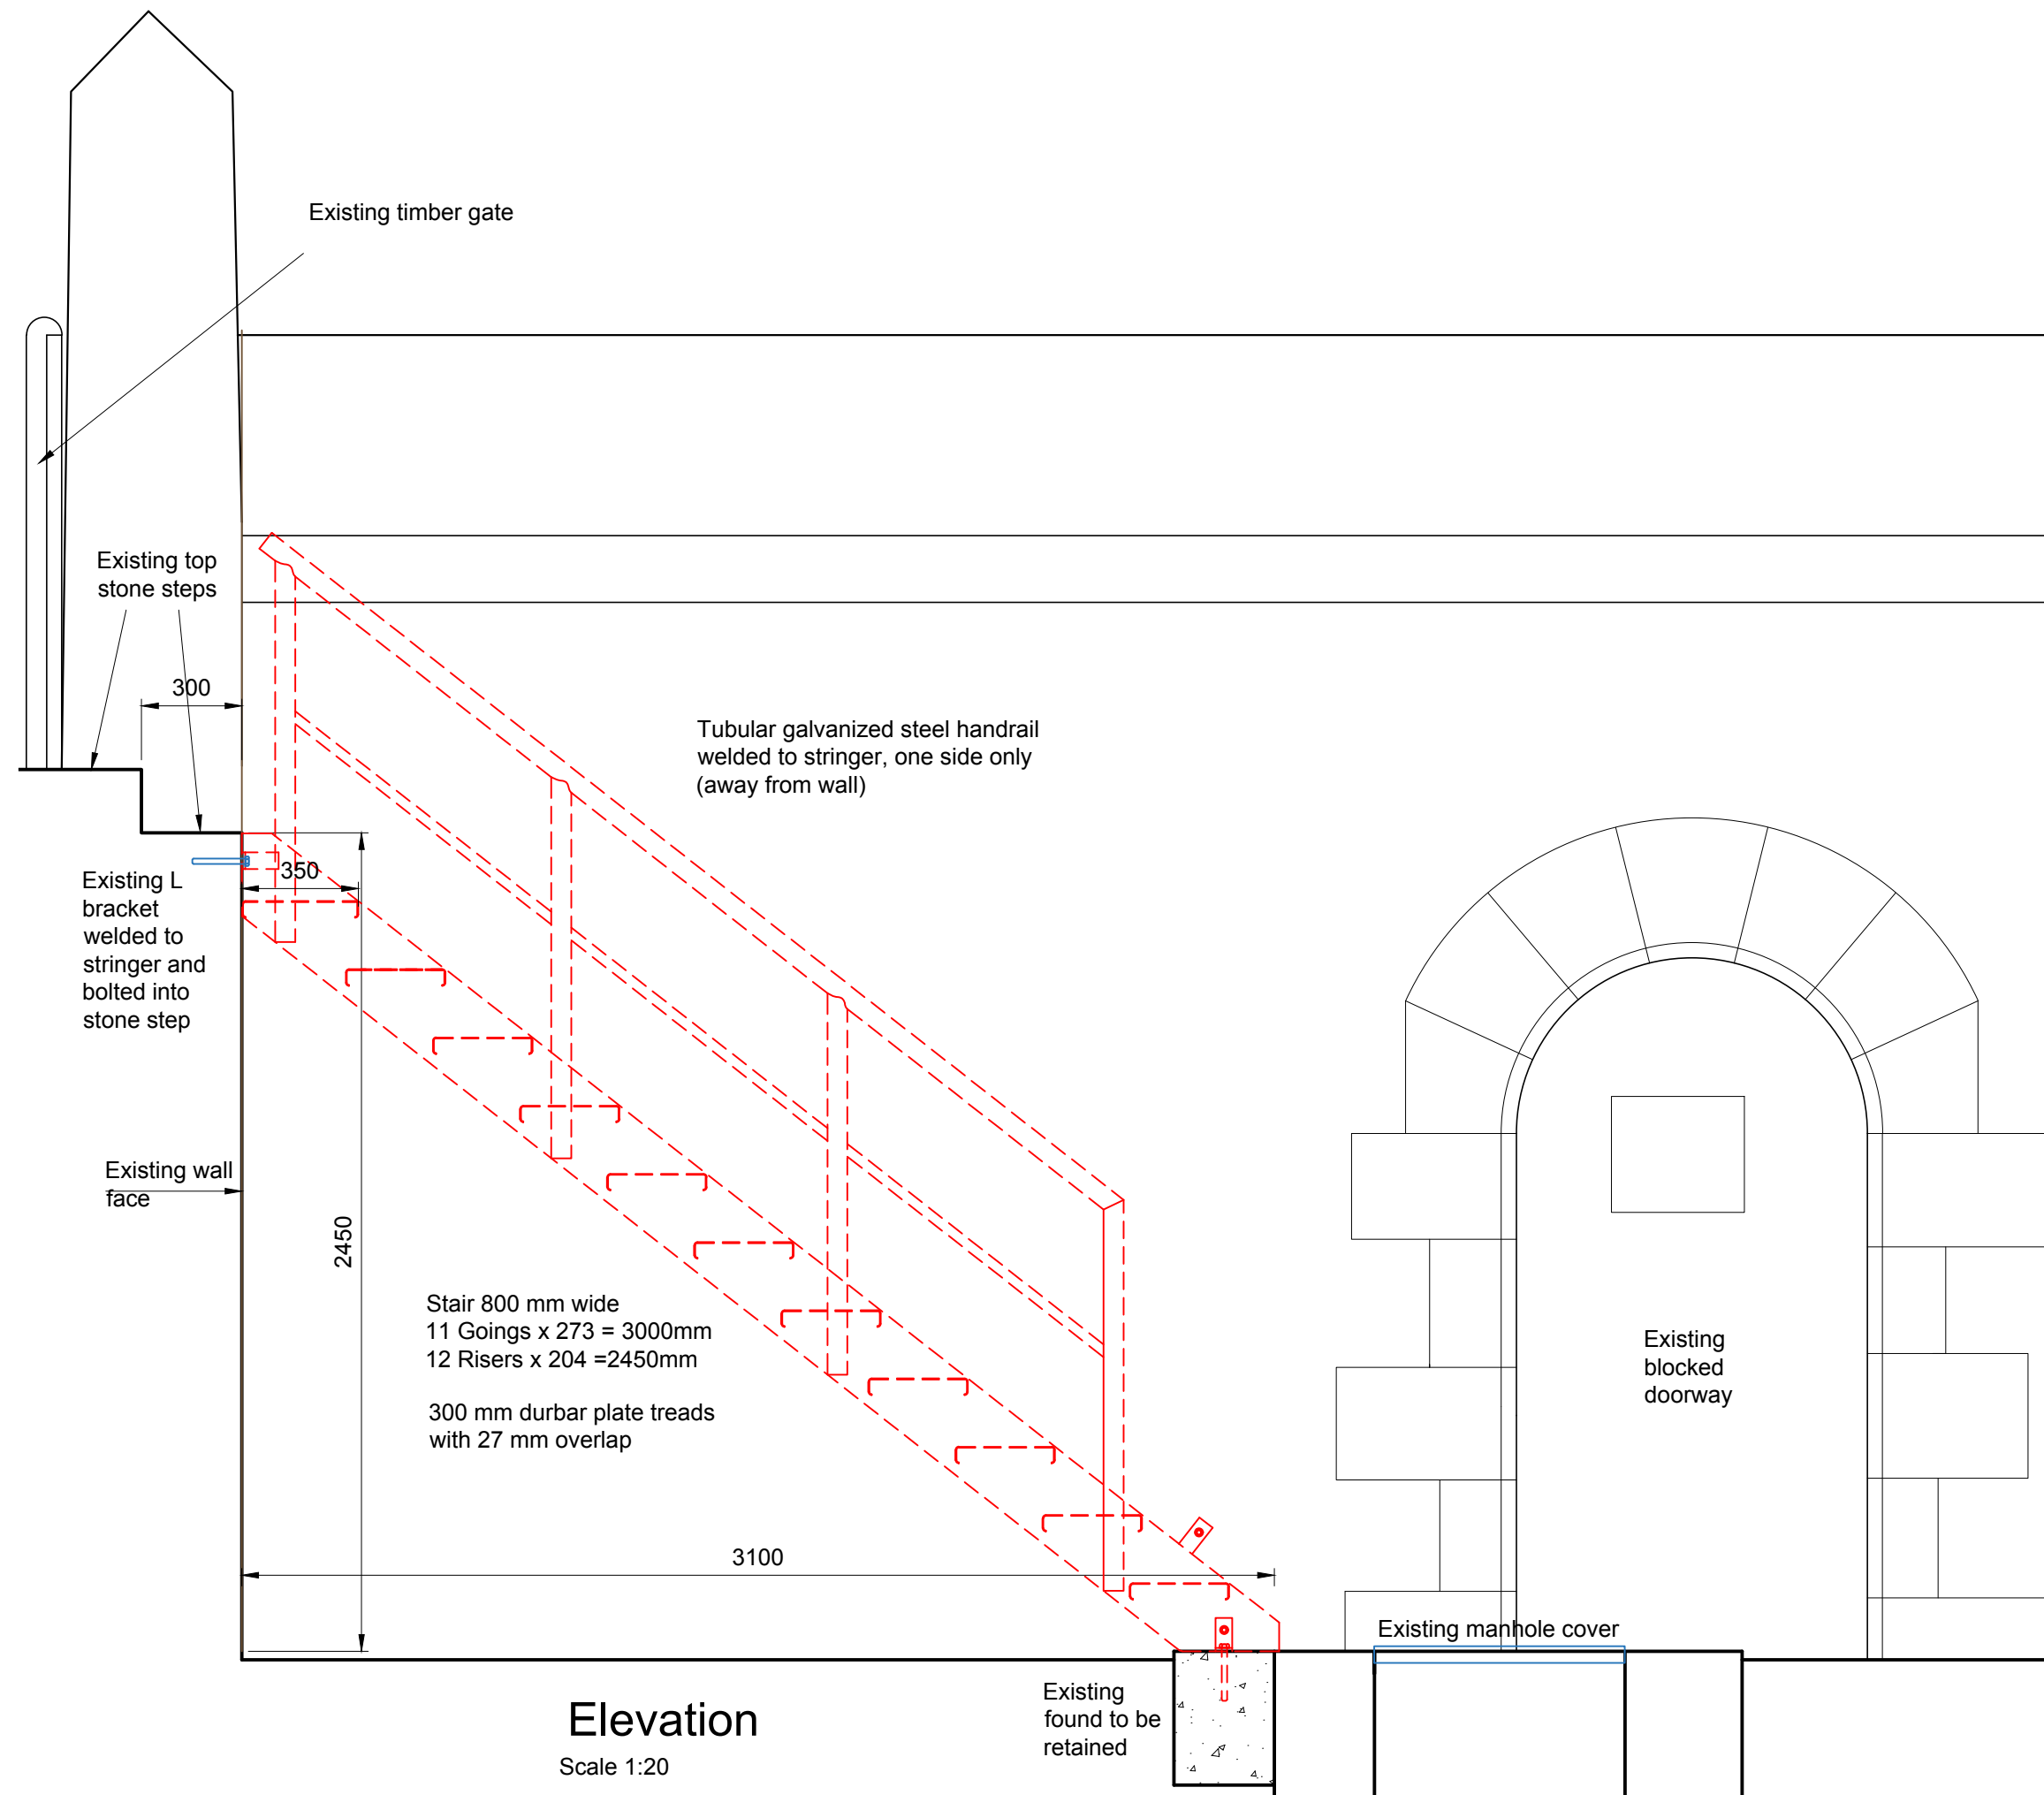 Existing timber gate
Existing top
stone steps
300
Tubular galvanized steel handrail
welded to stringer, one side only
(away from wall)
350
Existing L
bracket
welded to
stringer and
bolted into
stone step
Existing wall
face
2450
Stair 800 mm wide
11 Goings x 273 = 3000mm
12 Risers x 204 =2450mm
300 mm durbar plate treads
with 27 mm overlap
Existing
blocked
doorway
3100
Existing manhole cover
Existing
found to be
retained
Elevation
Scale 1:20